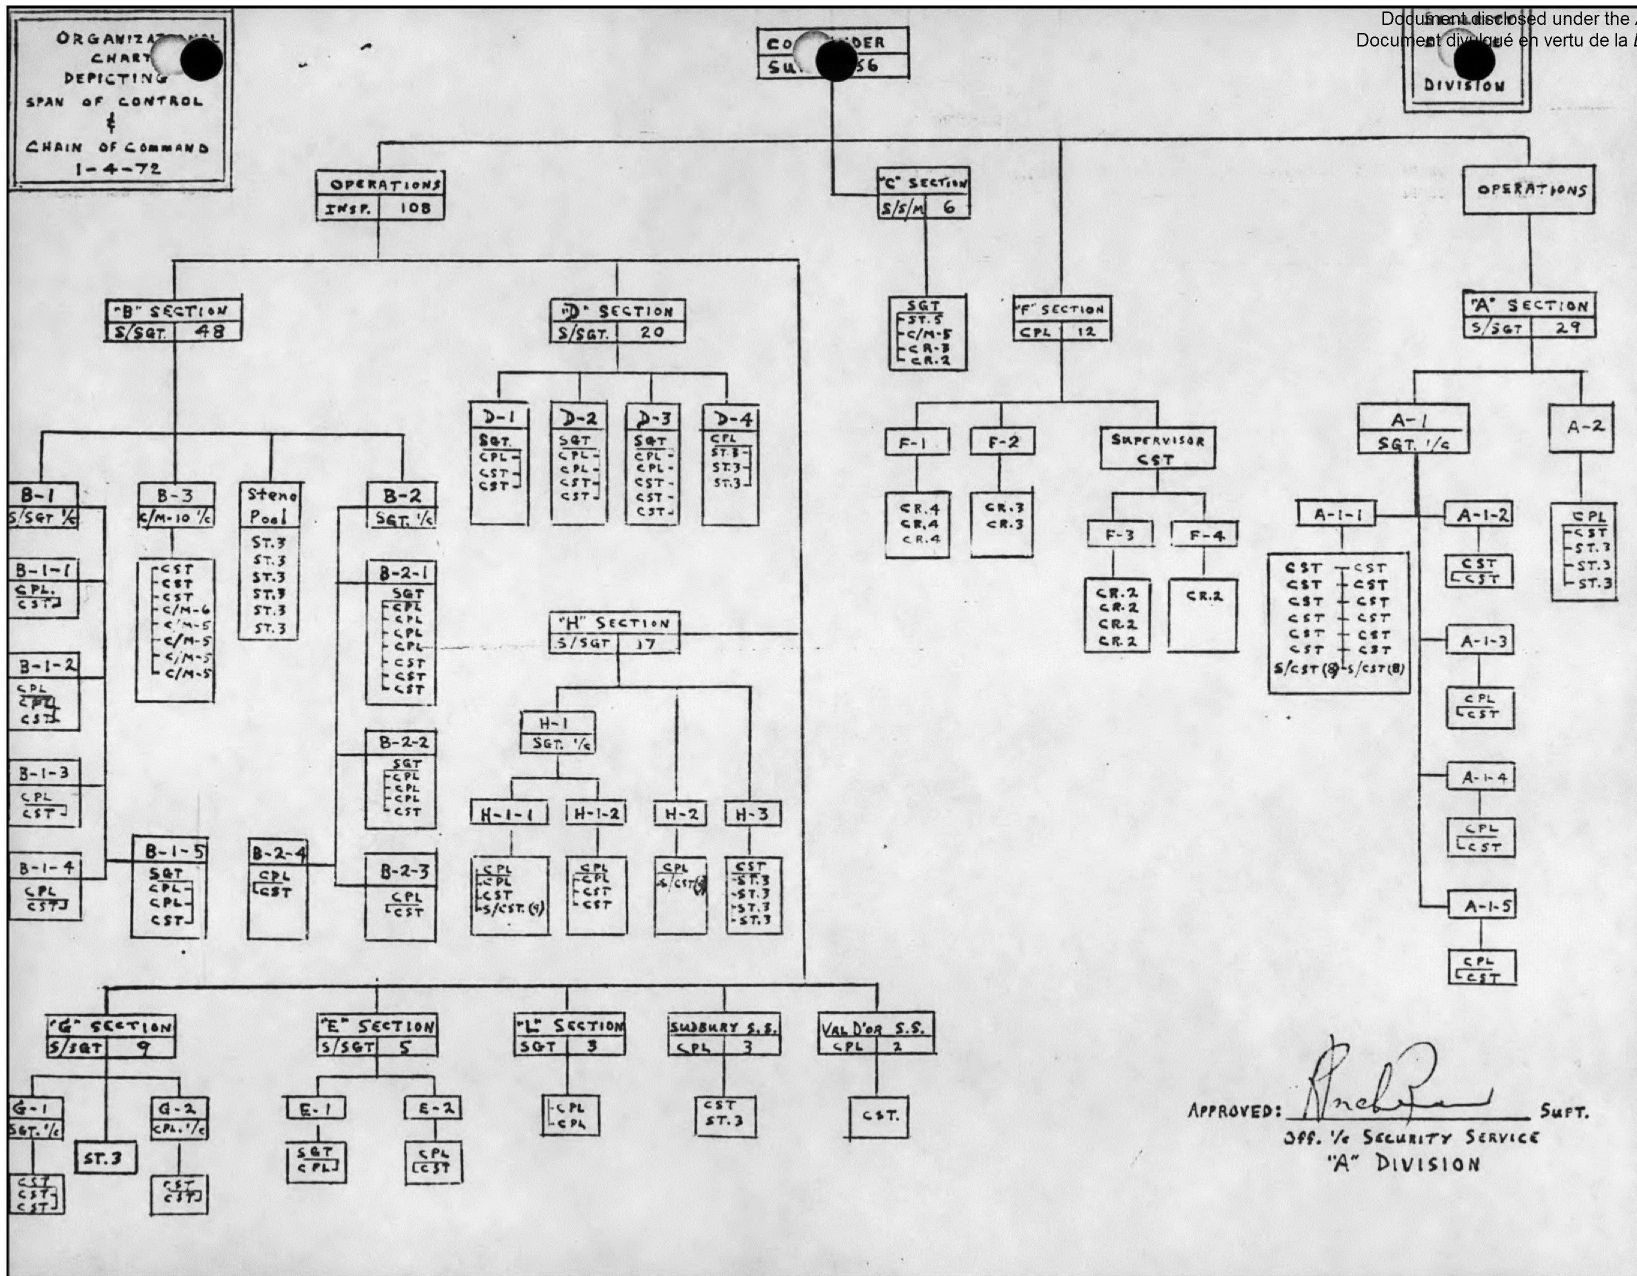 ORGANIZATIONAL
CHART
DEPICTING
SPAN OF CONTROL
&
CHAIN OF COMMAND
1-4-72
Document disclosed under the
Document divulgué en vertu de la
DIVISION
COMMANDER
SU 56
OPERATIONS
INSP. 108
"C" SECTION
S/S/M 6
OPERATIONS
"B" SECTION
S/SGT. 48
"D" SECTION
S/SGT. 20
SGT
ST.5
C/M-5
CR-3
CR.2
"F" SECTION
CPL 12
"A" SECTION
S/SGT 29
D-1
SGT.
CPL
CST
CST
D-2
SGT
CPL
CPL
CST
CST
D-3
SGT
CPL
CPL
CST
CST
CST
D-4
CPL
ST.3
ST.3
ST.3
F-1
CR.4
CR.4
CR.4
F-2
CR.3
CR.3
SUPERVISOR
CST
F-3
CR.2
CR.2
CR.2
CR.2
F-4
CR.2
A-1
SGT. I/C
A-2
CPL
CST
ST.3
ST.3
ST.3
A-1-1
CST CST
CST CST
CST CST
CST CST
CST CST
CST CST
S/CST(8) S/CST(8)
A-1-2
CST
CST
A-1-3
CPL
CST
A-1-4
CPL
CST
A-1-5
CPL
CST
B-1
S/SGT I/C
B-3
C/M-10 I/C
CST
CST
CST
C/M-6
C/M-5
C/M-5
C/M-5
C/M-5
Steno
Pool
ST.3
ST.3
ST.3
ST.3
ST.3
ST.3
B-2
SGT. I/C
B-1-1
CPL.
CST
B-1-2
CPL
CPL
CST
B-1-3
CPL
CST
B-1-4
CPL
CST
B-1-5
SGT
CPL
CPL
CST
B-2-1
SGT
CPL
CPL
CPL
CPL
CST
CST
CST
B-2-2
SGT
CPL
CPL
CPL
CST
B-2-4
CPL
CST
B-2-3
CPL
CST
"H" SECTION
S/SGT 17
H-1
SGT. I/C
H-1-1
CPL
CPL
CST
S/CST.
H-1-2
CPL
CPL
CST
CST
H-2
CPL
S/CST
H-3
CST
ST.3
ST.3
ST.3
ST.3
"G" SECTION
S/SGT 9
"E" SECTION
S/SGT 5
"L" SECTION
SGT 3
SUDBURY S.S.
CPL 3
VAL D'OR S.S.
CPL 2
G-1
SGT. I/C
CST
CST
CST
ST.3
G-2
CPL. I/C
CST
CST
E-1
SGT
CPL
E-2
CPL
CST
CPL
CPL
CST
ST.3
CST.
APPROVED: SUPT.
Off. I/C SECURITY SERVICE
"A" DIVISION